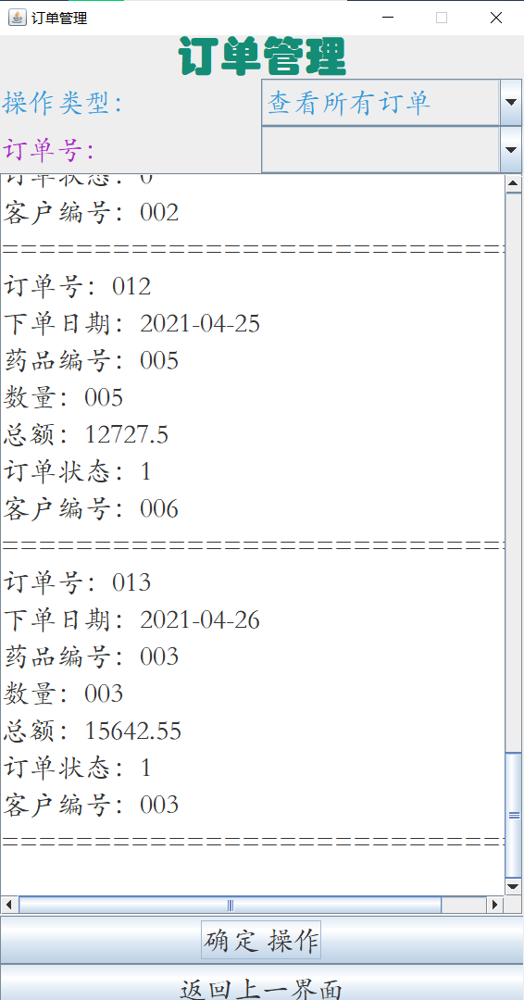 订单管理
订单管理
操作类型：
查看所有订单
订单号：
订单状态：0
客户编号：002
================================
订单号：012
下单日期：2021-04-25
药品编号：005
数量：005
总额：12727.5
订单状态：1
客户编号：006
================================
订单号：013
下单日期：2021-04-26
药品编号：003
数量：003
总额：15642.55
订单状态：1
客户编号：003
================================
确定 操作
返回上一界面